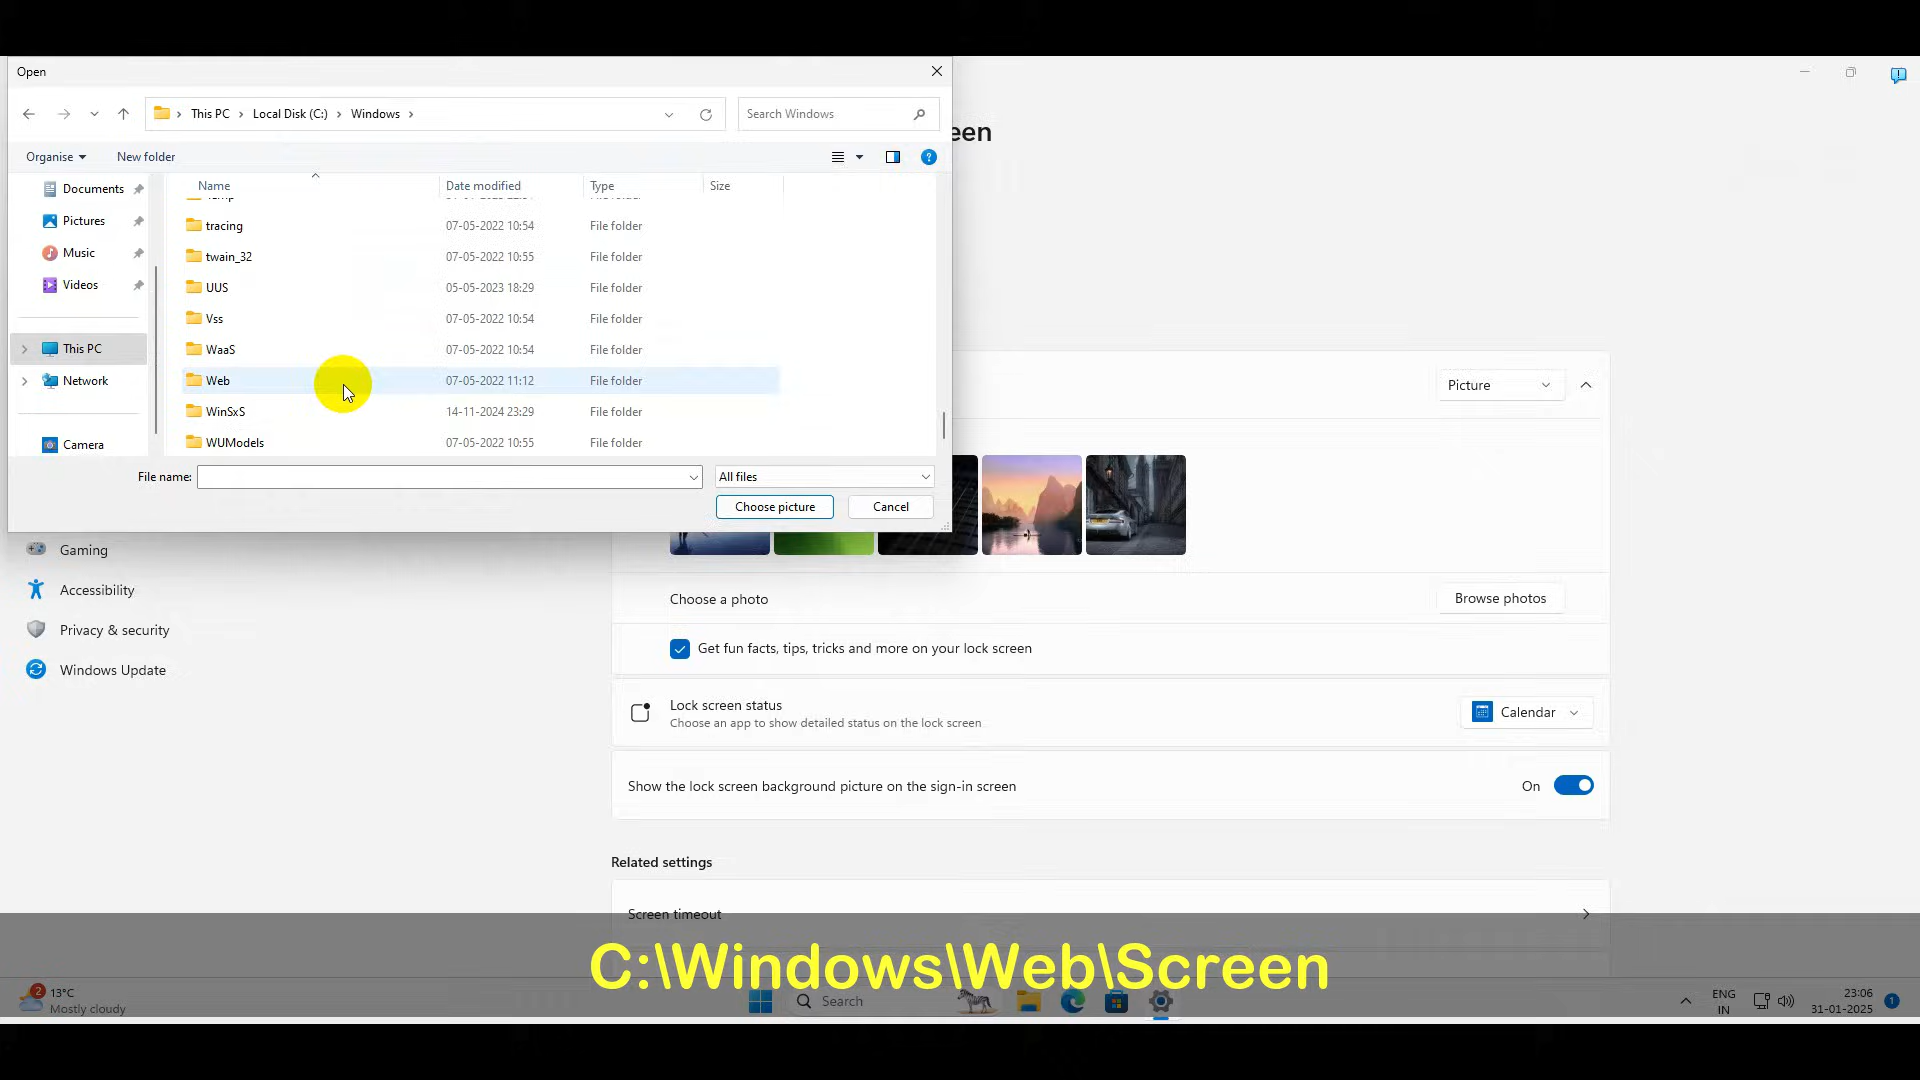 Open
This PC > Local Disk (C:) > Windows >
Search Windows
Organise
New folder
Name
Date modified
Type
Size
Documents
Pictures
Music
Videos
This PC
Network
Camera
tracing 07-05-2022 10:54 File folder
twain_32 07-05-2022 10:55 File folder
UUS 05-05-2023 18:29 File folder
Vss 07-05-2022 10:54 File folder
WaaS 07-05-2022 10:54 File folder
Web 07-05-2022 11:12 File folder
WinSxS 14-11-2024 23:29 File folder
WUModels 07-05-2022 10:55 File folder
File name:
All files
Choose picture
Cancel
een
Picture
Gaming
Accessibility
Privacy & security
Windows Update
Choose a photo
Browse photos
Get fun facts, tips, tricks and more on your lock screen
Lock screen status
Choose an app to show detailed status on the lock screen
Calendar
Show the lock screen background picture on the sign-in screen
On
Related settings
Screen timeout
C:\Windows\Web\Screen
2
13°C
Mostly cloudy
Search
ENG
IN
23:06
31-01-2025
1